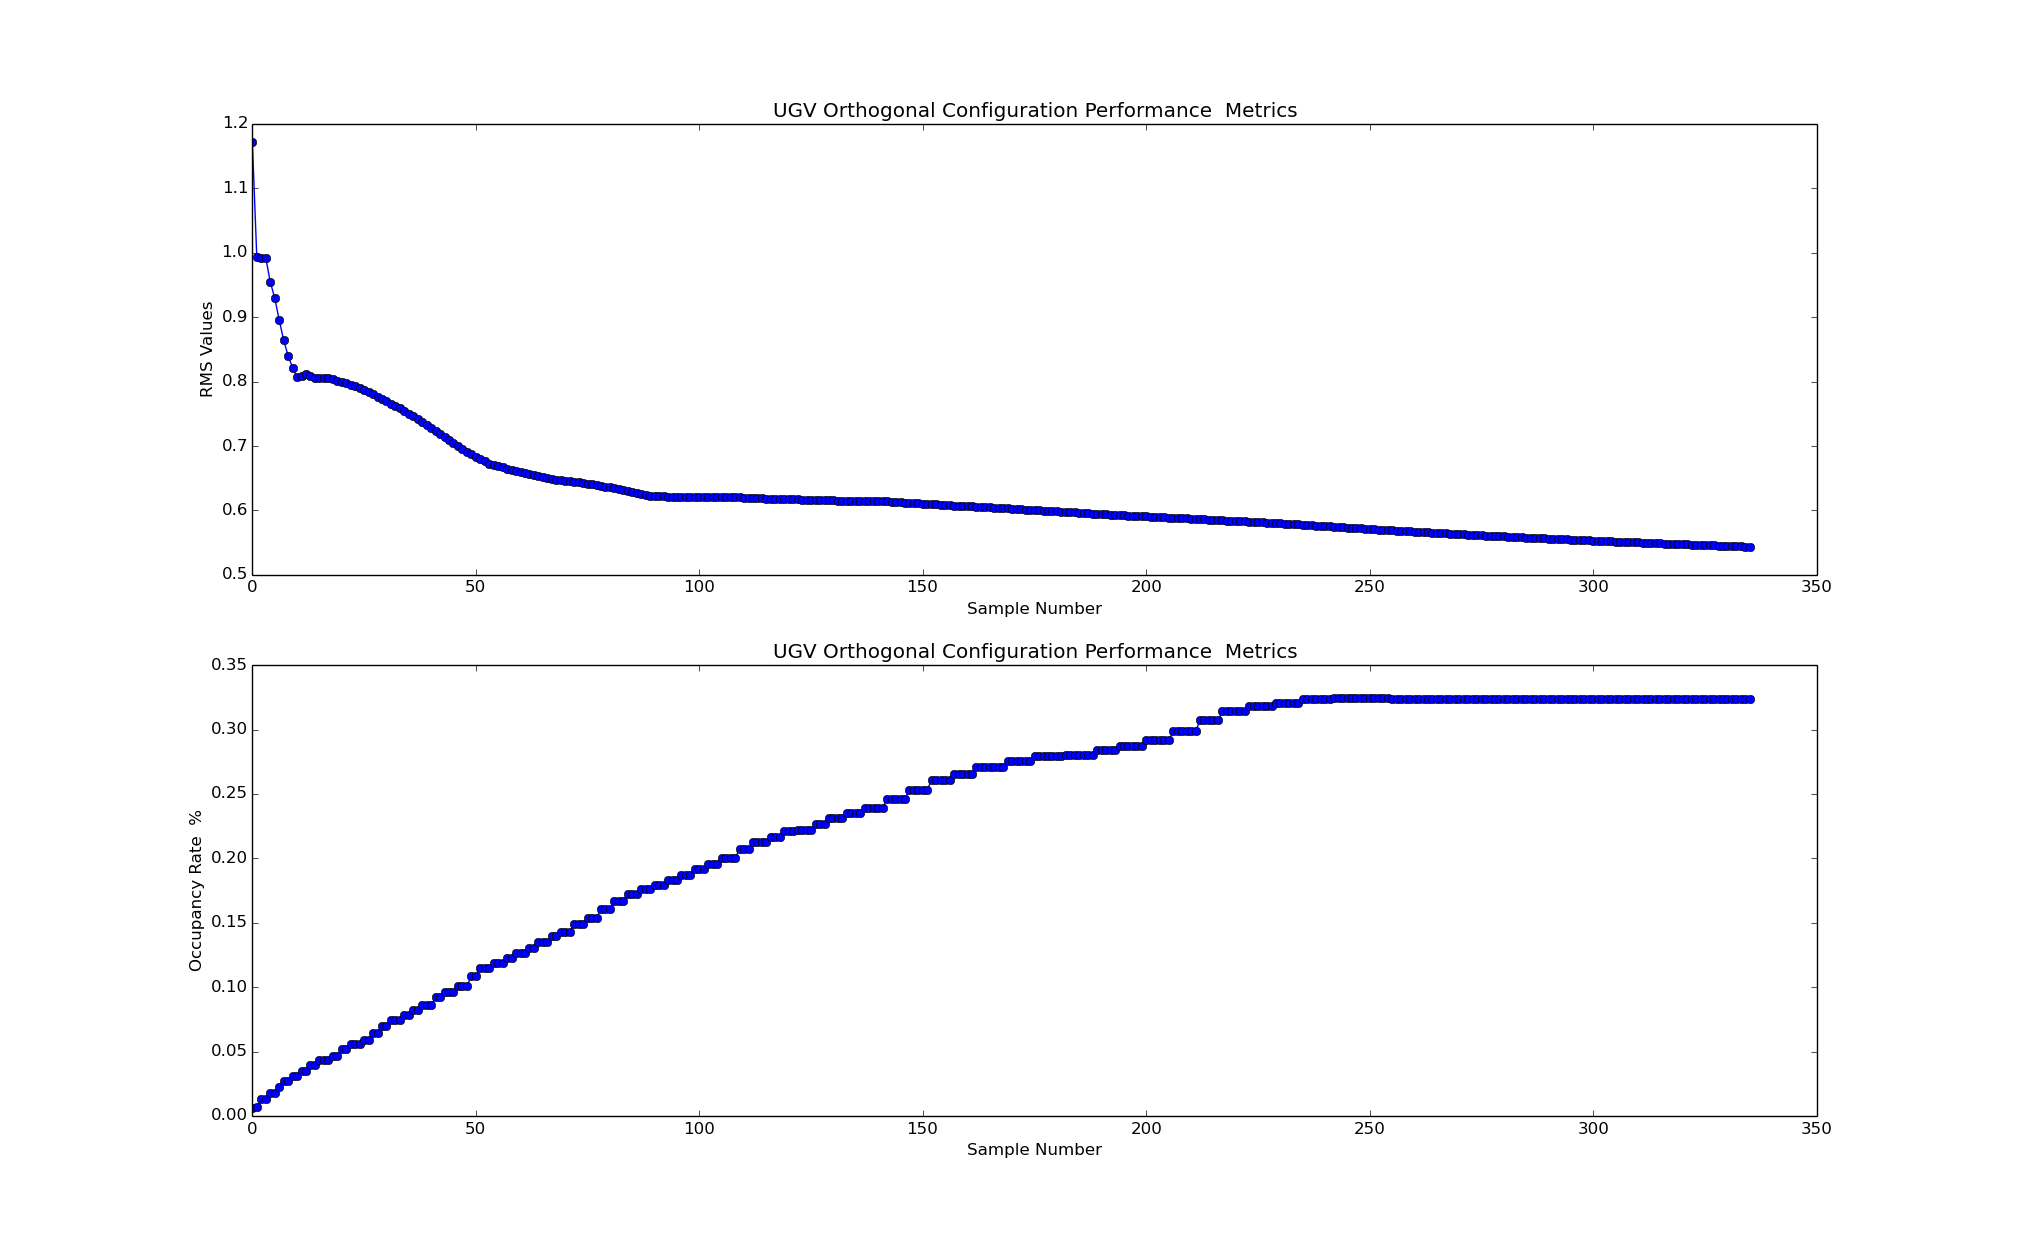 UGV Orthogonal Configuration Performance  Metrics
1.2
1.1
1.0
0.9
0.8
0.7
0.6
0.5
RMS Values
0 50 100 150 200 250 300 350
Sample Number
UGV Orthogonal Configuration Performance  Metrics
0.35
0.30
0.25
0.20
0.15
0.10
0.05
0.00
Occupancy Rate  %
0 50 100 150 200 250 300 350
Sample Number